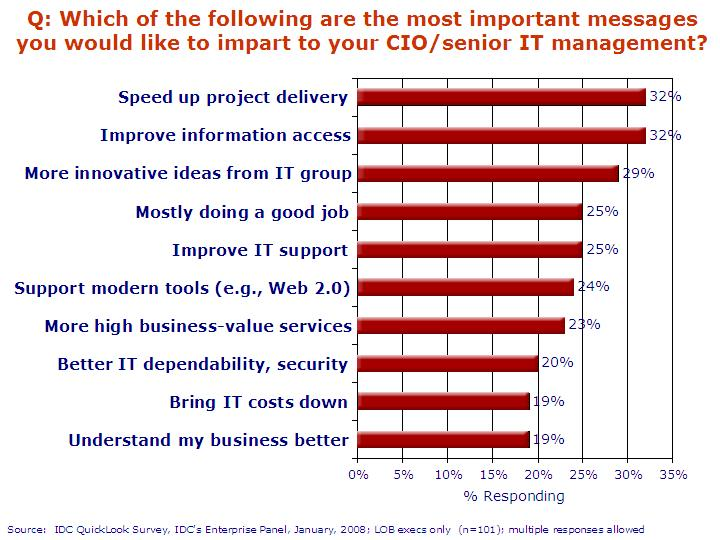 Q: Which of the following are the most important messages
you would like to impart to your CIO/senior IT management?
Speed up project delivery 32%
Improve information access 32%
More innovative ideas from IT group 29%
Mostly doing a good job 25%
Improve IT support 25%
Support modern tools (e.g., Web 2.0) 24%
More high business-value services 23%
Better IT dependability, security 20%
Bring IT costs down 19%
Understand my business better 19%
0% 5% 10% 15% 20% 25% 30% 35%
% Responding
Source: IDC QuickLook Survey, IDC's Enterprise Panel, January, 2008; LOB execs only (n=101); multiple responses allowed